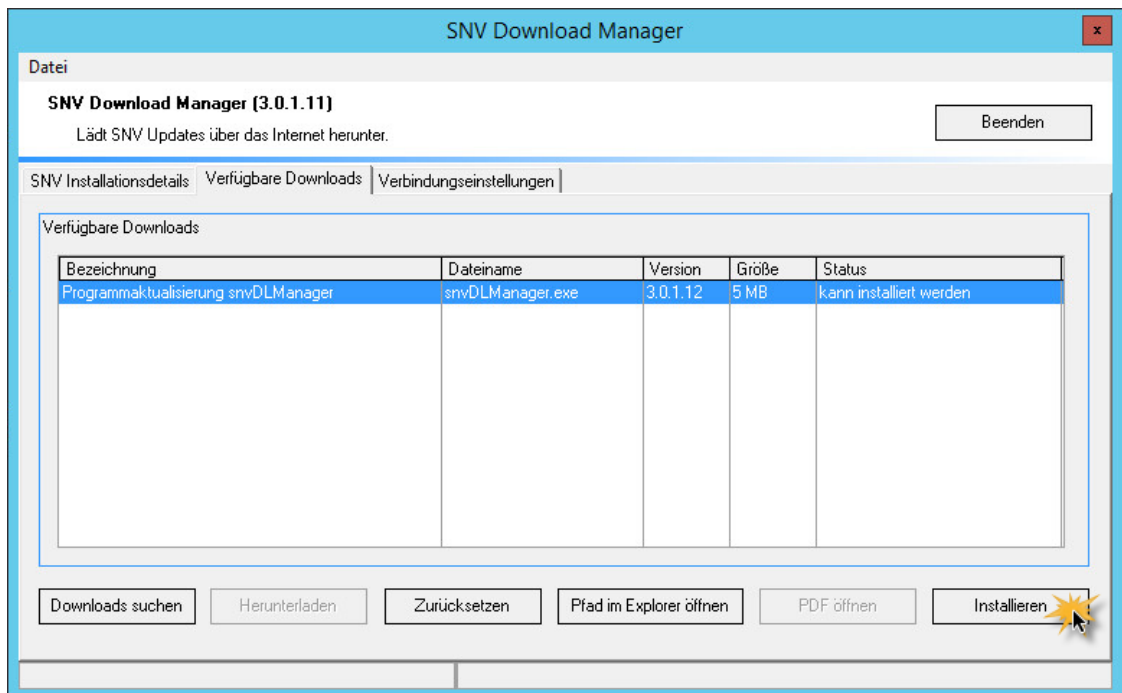 SNV Download Manager
x
Datei
SNV Download Manager (3.0.1.11)
Lädt SNV Updates über das Internet herunter.
Beenden
SNV Installationsdetails Verfügbare Downloads Verbindungseinstellungen
Verfügbare Downloads
Bezeichnung Dateiname Version Größe Status
Programmaktualisierung snvDLManager snvDLManager.exe 3.0.1.12 5 MB kann installiert werden
Downloads suchen Herunterladen Zurücksetzen Pfad im Explorer öffnen PDF öffnen Installieren